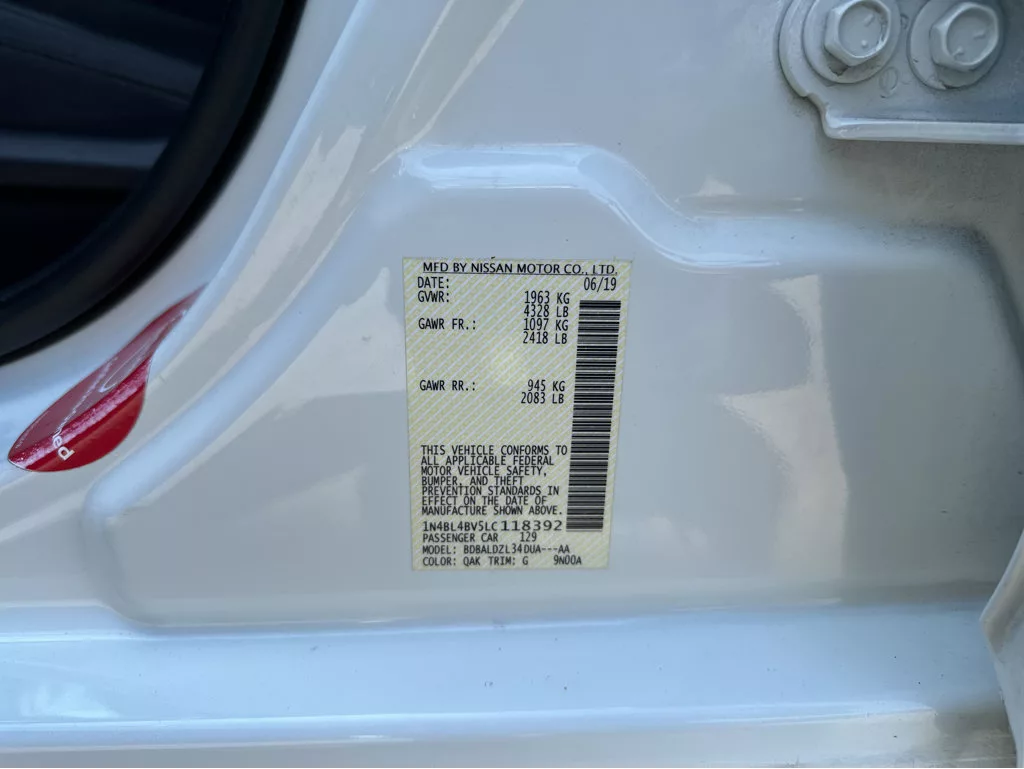 MFD BY NISSAN MOTOR CO., LTD.
DATE: 06/19
GVWR: 1963 KG
4328 LB
GAWR FR.: 1097 KG
2418 LB
GAWR RR.: 945 KG
2083 LB
THIS VEHICLE CONFORMS TO
ALL APPLICABLE FEDERAL
MOTOR VEHICLE SAFETY,
BUMPER, AND THEFT
PREVENTION STANDARDS IN
EFFECT ON THE DATE OF
MANUFACTURE SHOWN ABOVE.
1N4BL4BV5LC118392
PASSENGER CAR 129
MODEL: BDBALDZL34DUA---AA
COLOR: QAK TRIM: G 9N00A